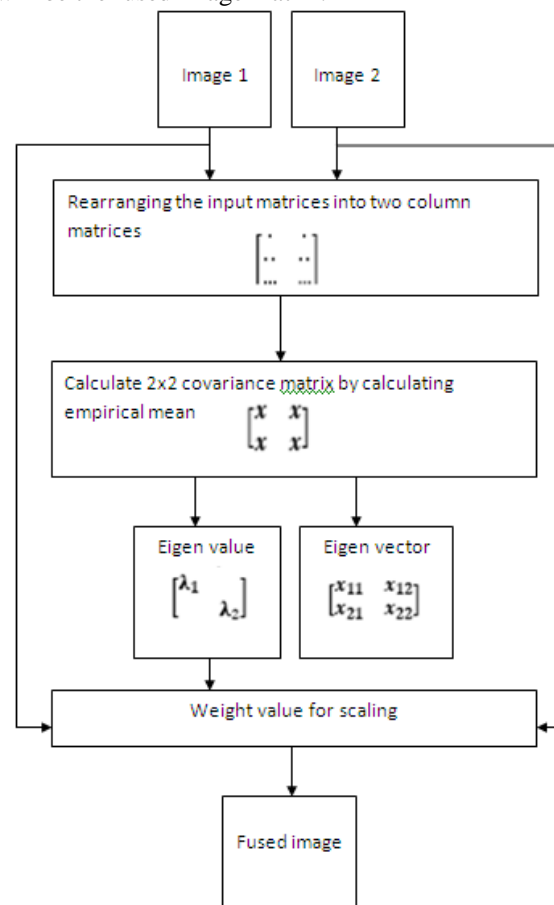 Image 1
Image 2
Rearranging the input matrices into two column
matrices
Calculate 2x2 covariance matrix by calculating
empirical mean
x x
x x
Eigen value
λ1
λ2
Eigen vector
x11 x12
x21 x22
Weight value for scaling
Fused image